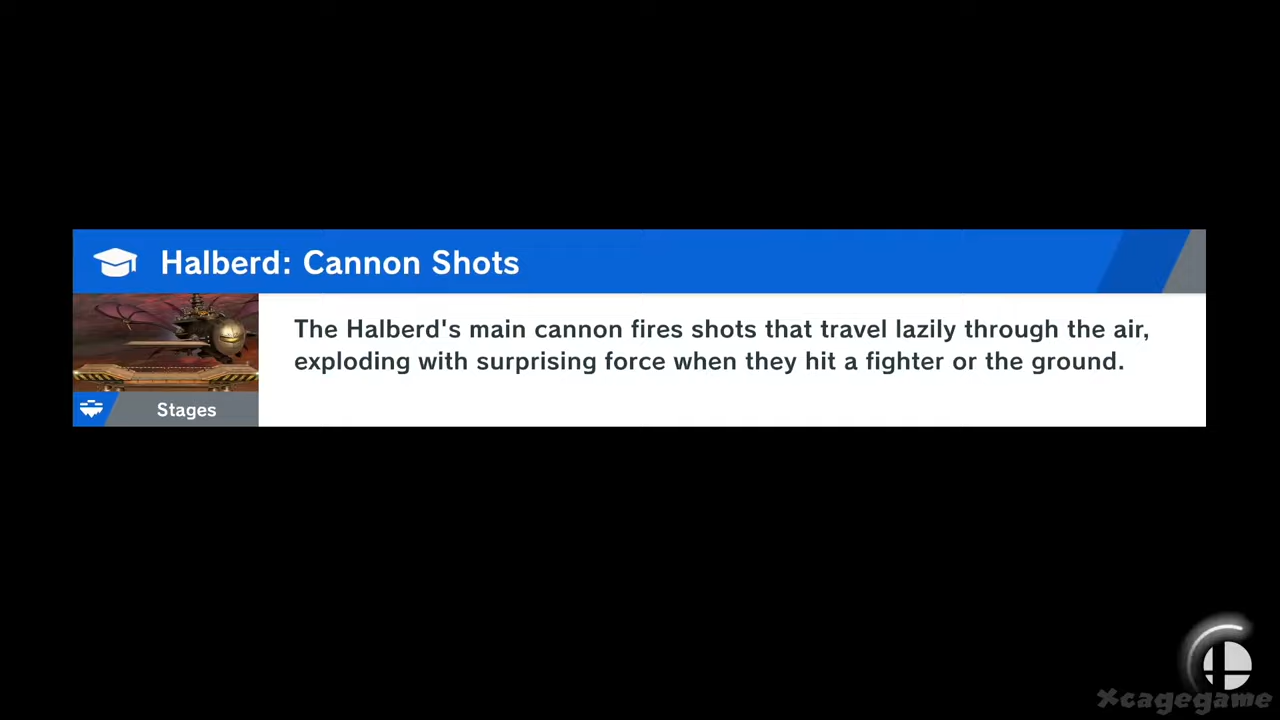 Halberd: Cannon Shots
The Halberd's main cannon fires shots that travel lazily through the air,
exploding with surprising force when they hit a fighter or the ground.
Stages
Xcagegame